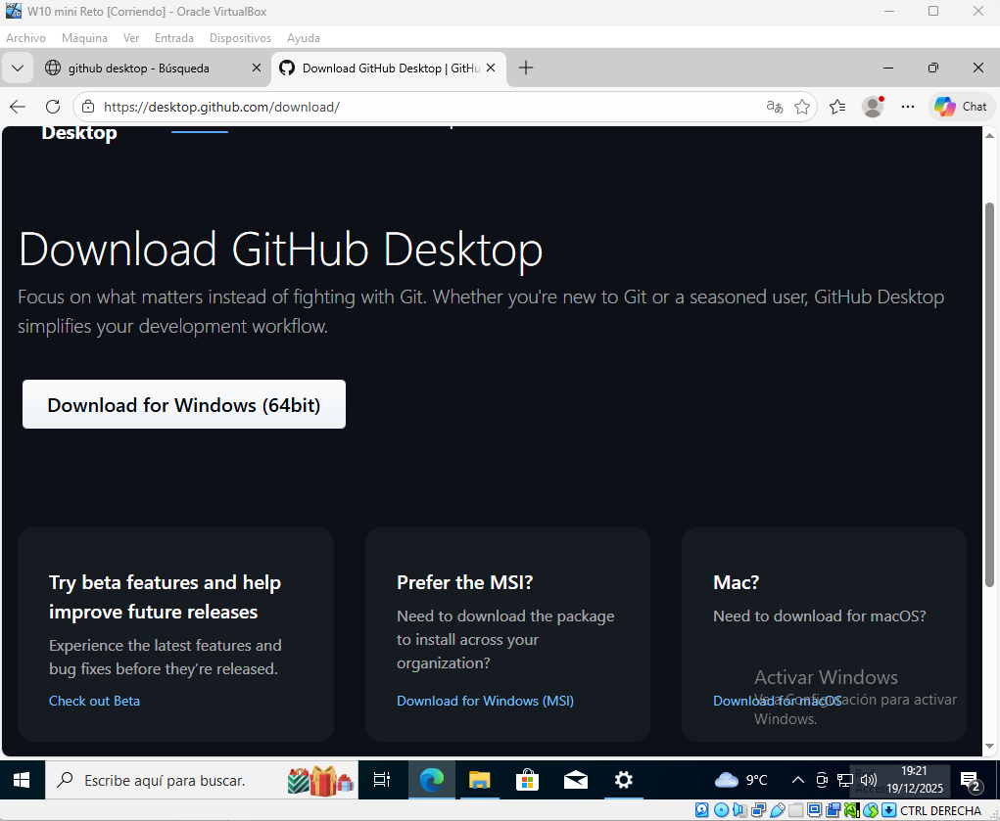 W10 mini Reto [Corriendo] - Oracle VirtualBox
Archivo Máquina Ver Entrada Dispositivos Ayuda
github desktop - Búsqueda
Download GitHub Desktop | GitHu
https://desktop.github.com/download/
Chat
Desktop
Download GitHub Desktop
Focus on what matters instead of fighting with Git. Whether you're new to Git or a seasoned user, GitHub Desktop
simplifies your development workflow.
Download for Windows (64bit)
Try beta features and help
improve future releases
Experience the latest features and
bug fixes before they're released.
Check out Beta
Prefer the MSI?
Need to download the package
to install across your
organization?
Download for Windows (MSI)
Mac?
Need to download for macOS?
Download for macOS
Activar Windows
Ve a Configuración para activar
Windows.
Escribe aquí para buscar.
9°C
19:21
19/12/2025
2
CTRL DERECHA